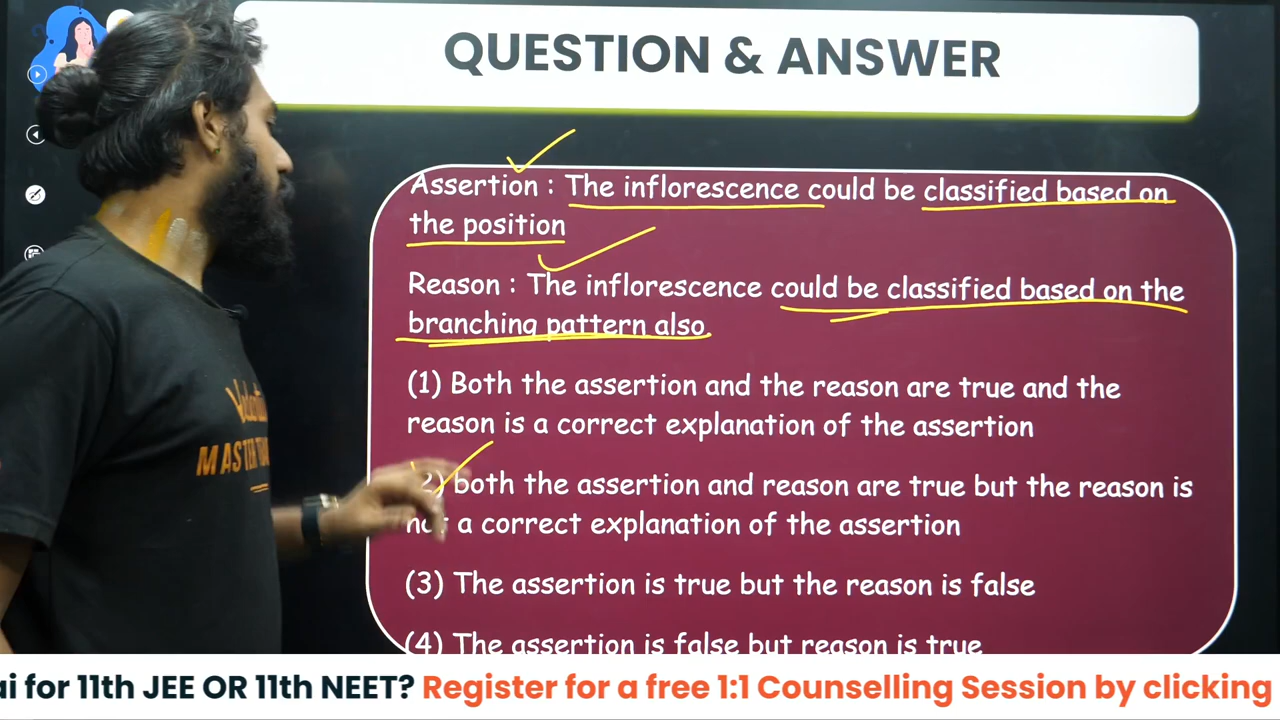 QUESTION & ANSWER
Assertion : The inflorescence could be classified based on
the position
Reason : The inflorescence could be classified based on the
branching pattern also
(1) Both the assertion and the reason are true and the
reason is a correct explanation of the assertion
(2) both the assertion and reason are true but the reason is
not a correct explanation of the assertion
(3) The assertion is true but the reason is false
(4) The assertion is false but reason is true
MASTER
ai for 11th JEE OR 11th NEET? Register for a free 1:1 Counselling Session by clicking